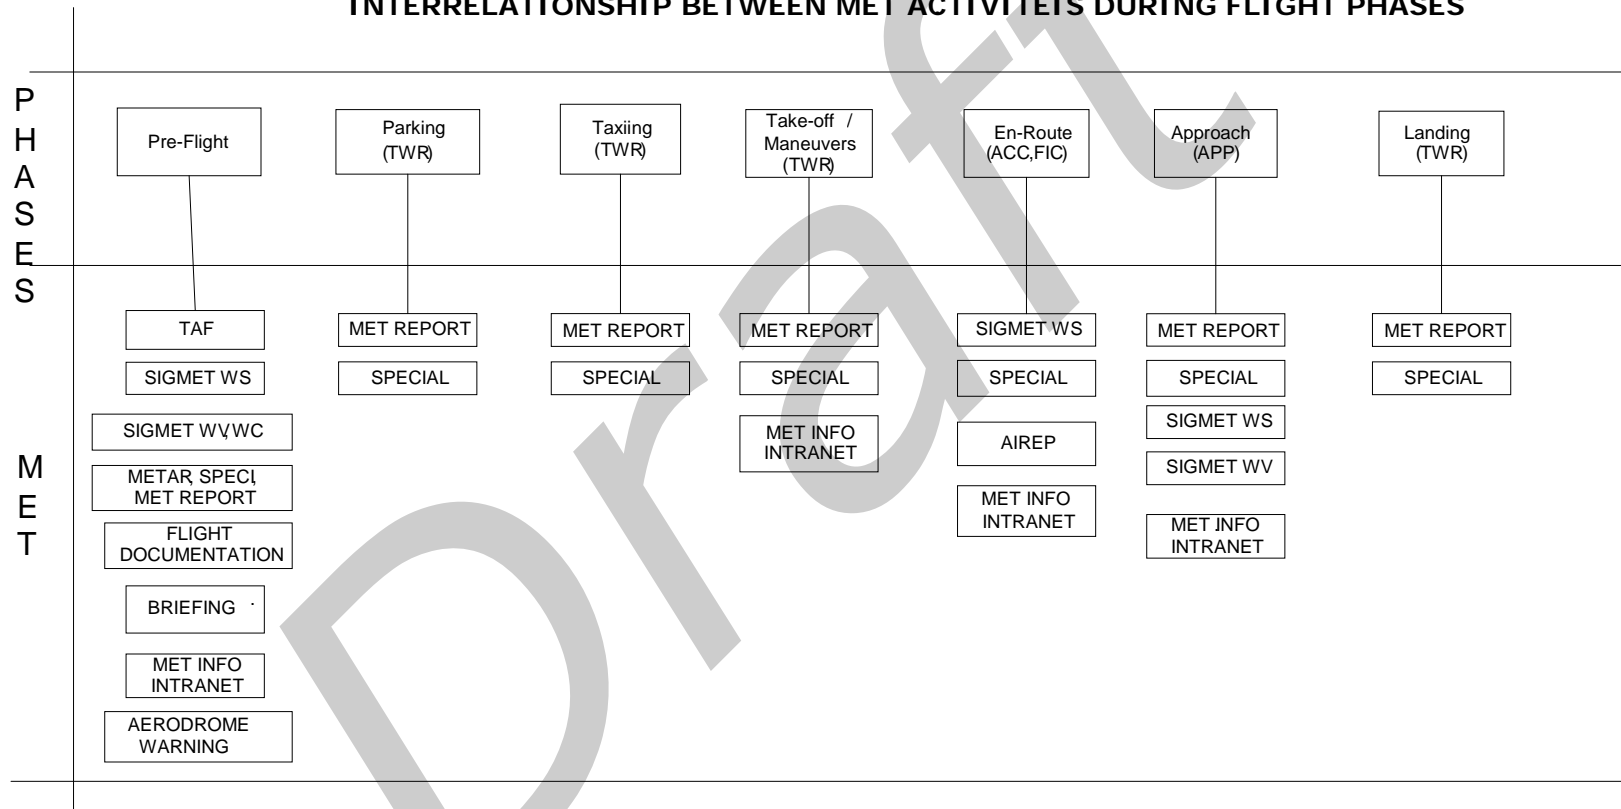 INTERRELATIONSHIP BETWEEN MET ACTIVITEIS DURING FLIGHT PHASES
PHASES
Pre-Flight
Parking
(TWR)
Taxiing
(TWR)
Take-off /
Maneuvers
(TWR)
En-Route
(ACC,FIC)
Approach
(APP)
Landing
(TWR)
MET
TAF
SIGMET WS
SIGMET WV,WC
METAR, SPECI,
MET REPORT
FLIGHT
DOCUMENTATION
BRIEFING .
MET INFO
INTRANET
AERODROME
WARNING
MET REPORT
SPECIAL
MET REPORT
SPECIAL
MET REPORT
SPECIAL
MET INFO
INTRANET
SIGMET WS
SPECIAL
AIREP
MET INFO
INTRANET
MET REPORT
SPECIAL
SIGMET WS
SIGMET WV
MET INFO
INTRANET
MET REPORT
SPECIAL
Draft